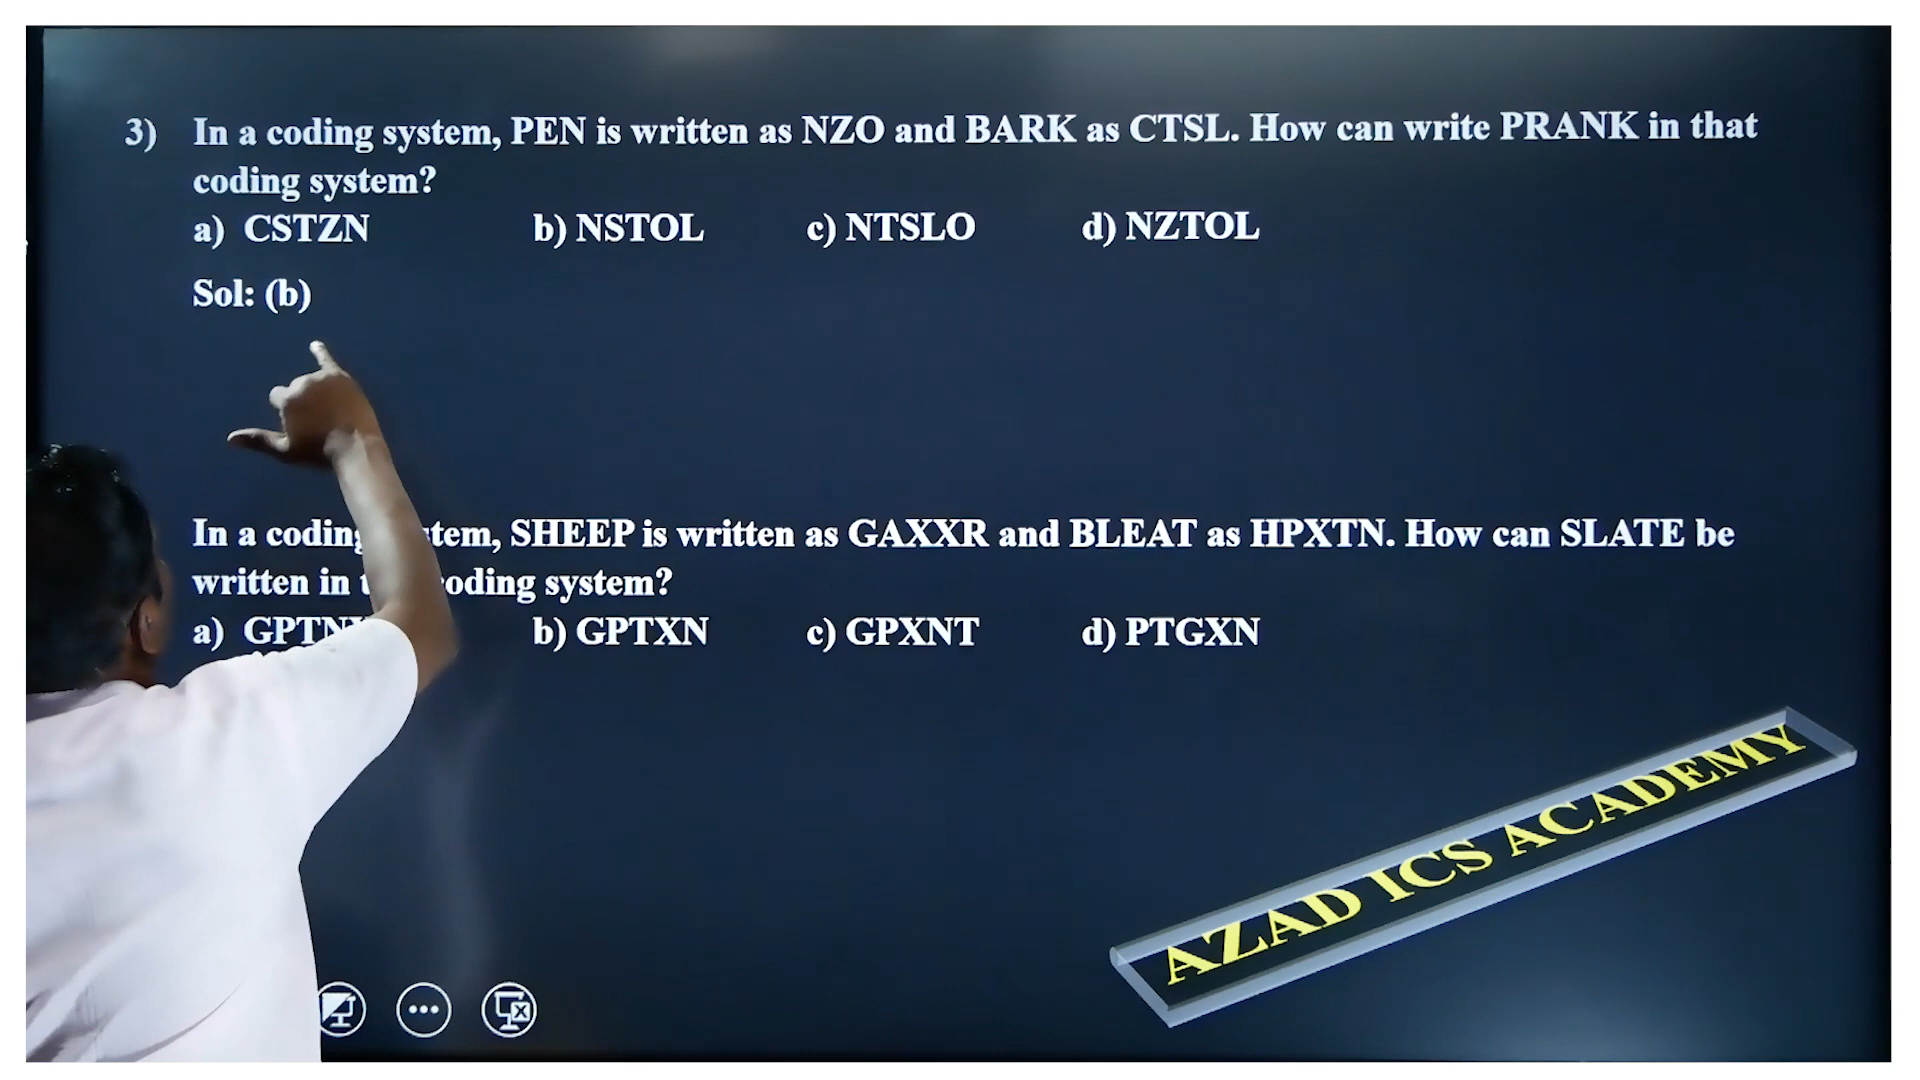 3) In a coding system, PEN is written as NZO and BARK as CTSL. How can write PRANK in that
coding system?
a) CSTZN b) NSTOL c) NTSLO d) NZTOL
Sol: (b)
In a coding tem, SHEEP is written as GAXXR and BLEAT as HPXTN. How can SLATE be
written in oding system?
a) b) GPTXN c) GPXNT d) PTGXN
AZAD ICS ACADEMY